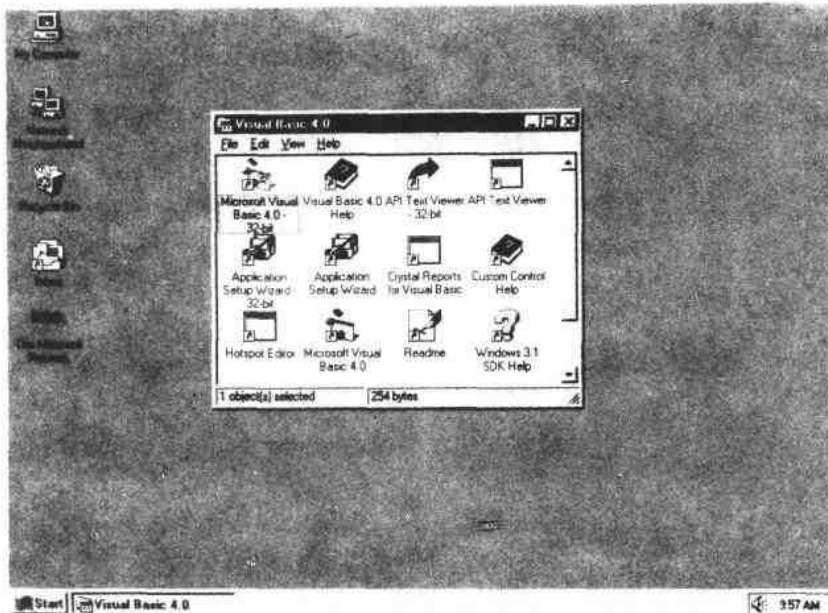 My Computer
Network
Neighborhood
Recycle Bin
Visual Basic 4.0
File Edit View Help
Microsoft Visual Basic 4.0 - 32-bit
Visual Basic 4.0 Help
API Text Viewer - 32-bit
API Text Viewer
Application Setup Wizard - 32-bit
Application Setup Wizard
Crystal Reports for Visual Basic
Custom Control Help
Hotspot Editor
Microsoft Visual Basic 4.0
Readme
Windows 3.1 SDK Help
1 object(s) selected 254 bytes
Start Visual Basic 4.0 3:57 AM